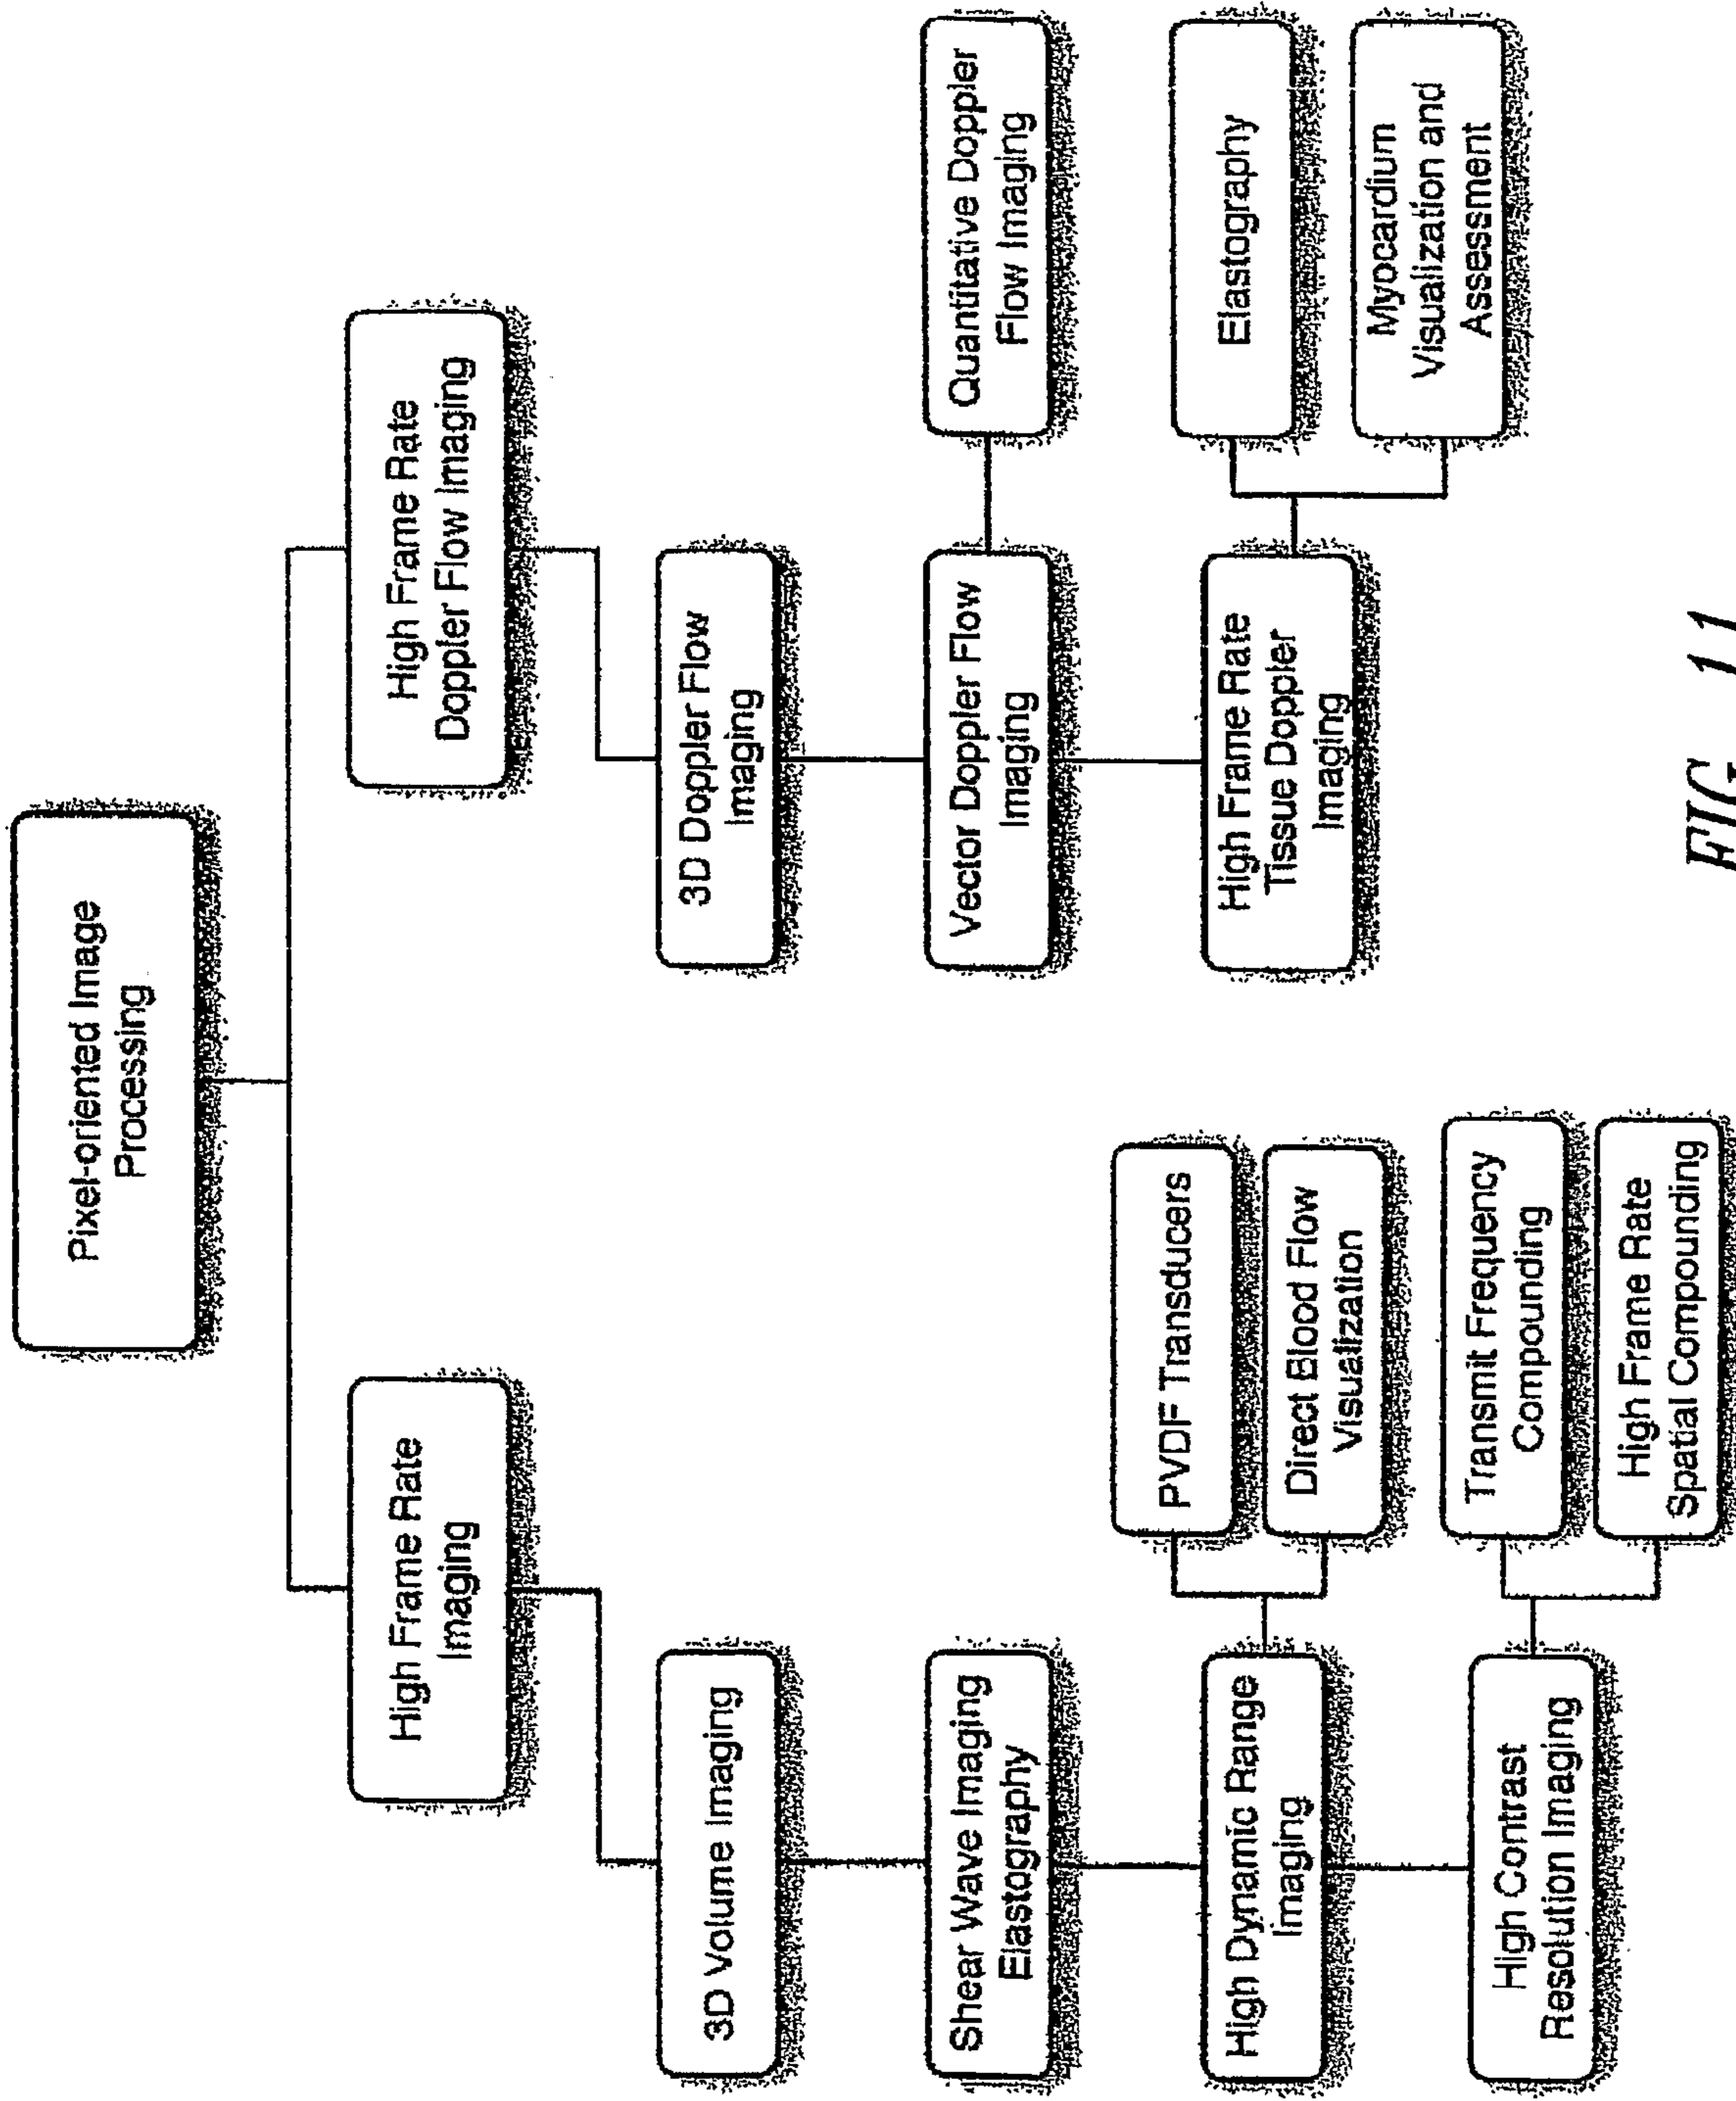 Pixel-oriented Image
Processing
High Frame Rate
Imaging
High Frame Rate
Doppler Flow Imaging
3D Volume Imaging
Shear Wave Imaging
Elastography
High Dynamic Range
Imaging
PVDF Transducers
Direct Blood Flow
Visualization
High Contrast
Resolution Imaging
Transmit Frequency
Compounding
High Frame Rate
Spatial Compounding
3D Doppler Flow
Imaging
Vector Doppler Flow
Imaging
Quantitative Doppler
Flow Imaging
High Frame Rate
Tissue Doppler
Imaging
Elastography
Myocardium
Visualization and
Assessment
FIG. 11